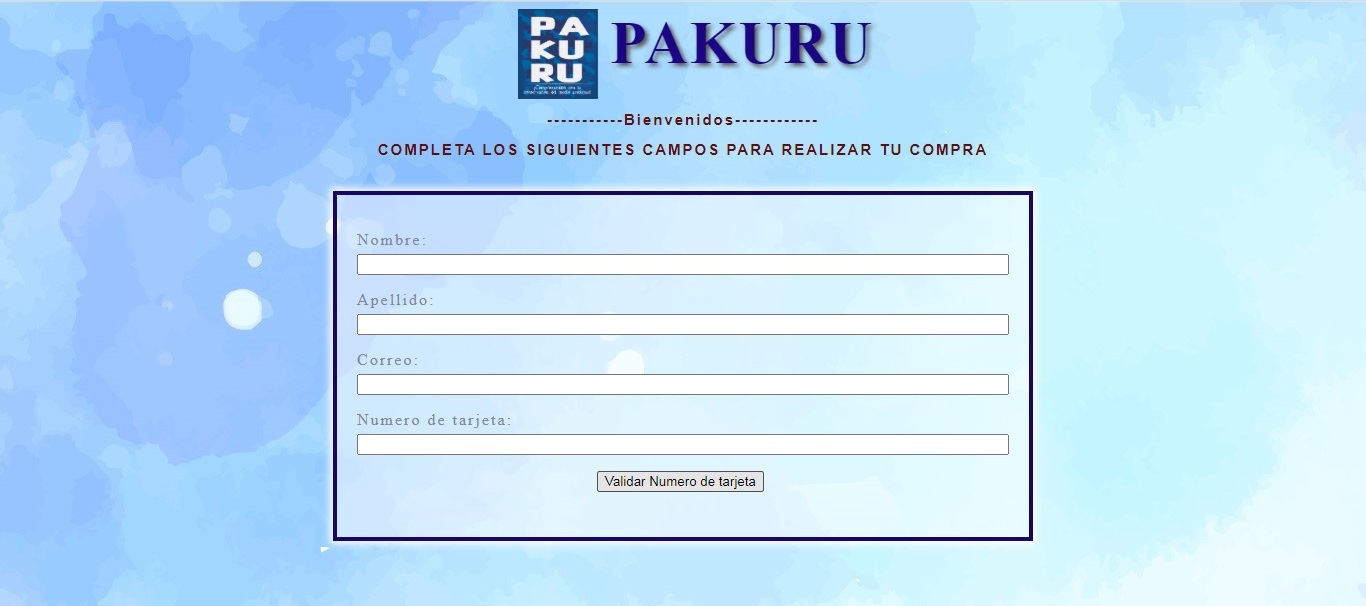 PA
KU
RU
PAKURU
-----------Bienvenidos------------
COMPLETA LOS SIGUIENTES CAMPOS PARA REALIZAR TU COMPRA
Nombre:
Apellido:
Correo:
Numero de tarjeta:
Validar Numero de tarjeta